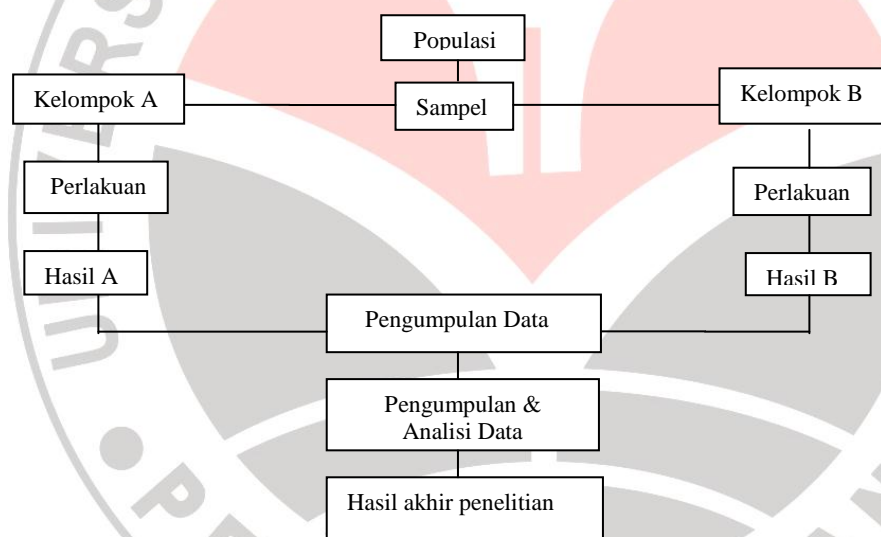 Populasi
Kelompok A
Sampel
Kelompok B
Perlakuan
Perlakuan
Hasil A
Hasil B
Pengumpulan Data
Pengumpulan &
Analisi Data
Hasil akhir penelitian